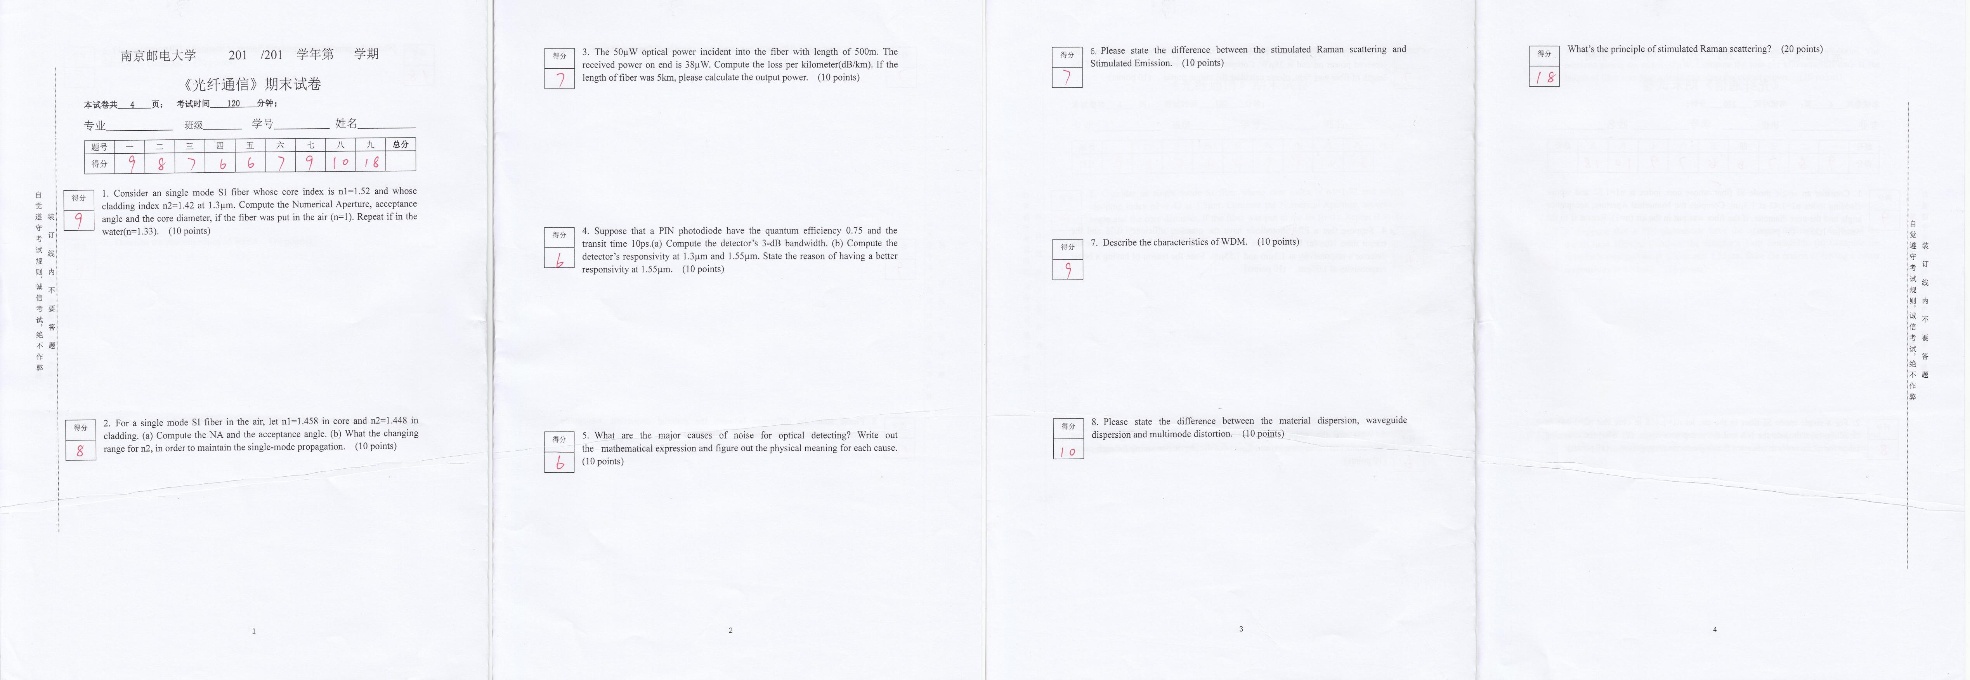 南京邮电大学 201 /201 学年第 学期
《光纤通信》期末试卷
本试卷共 4 页； 考试时间 120 分钟；
专业 班级 学号 姓名
题号 一 二 三 四 五 六 七 八 九 总分
得分 9 8 7 6 6 7 9 10 18
自觉遵守考试规则，诚信考试，绝不作弊
装订线内不要答题
得分
9
1. Consider an single mode SI fiber whose core index is n1=1.52 and whose
cladding index n2=1.42 at 1.3μm. Compute the Numerical Aperture, acceptance
angle and the core diameter, if the fiber was put in the air (n=1). Repeat if in the
water(n=1.33). (10 points)
得分
8
2. For a single mode SI fiber in the air, let n1=1.458 in core and n2=1.448 in
cladding. (a) Compute the NA and the acceptance angle. (b) What the changing
range for n2, in order to maintain the single-mode propagation. (10 points)
1
得分
7
3. The 50μW optical power incident into the fiber with length of 500m. The
received power on end is 38μW. Compute the loss per kilometer(dB/km). If the
length of fiber was 5km, please calculate the output power. (10 points)
得分
6
4. Suppose that a PIN photodiode have the quantum efficiency 0.75 and the
transit time 10ps.(a) Compute the detector's 3-dB bandwidth. (b) Compute the
detector's responsivity at 1.3μm and 1.55μm. State the reason of having a better
responsivity at 1.55μm. (10 points)
得分
6
5. What are the major causes of noise for optical detecting? Write out
the mathematical expression and figure out the physical meaning for each cause.
(10 points)
2
得分
7
6. Please state the difference between the stimulated Raman scattering and
Stimulated Emission. (10 points)
得分
9
7. Describe the characteristics of WDM. (10 points)
得分
10
8. Please state the difference between the material dispersion, waveguide
dispersion and multimode distortion. (10 points)
3
得分
18
What's the principle of stimulated Raman scattering? (20 points)
自觉遵守考试规则，诚信考试，绝不作弊
装订线内不要答题
4